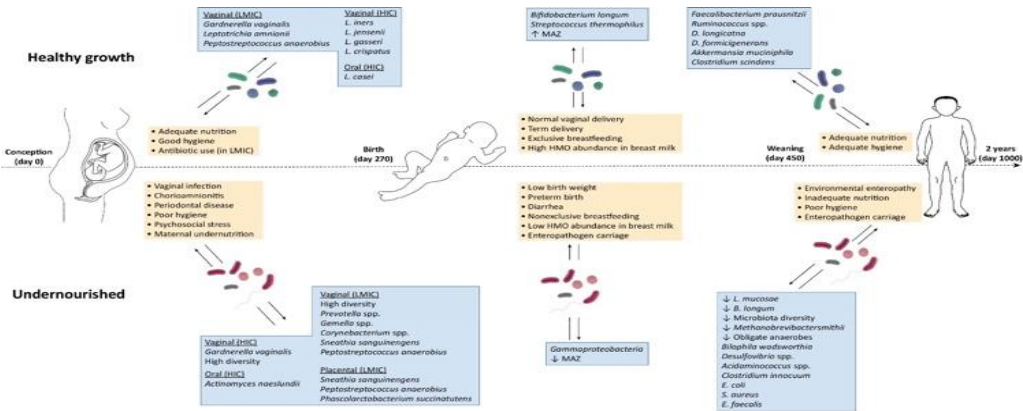 Vaginal (LMIC)
Gardnerella vaginalis
Leptotrichia amnionii
Peptostreptococcus anaerobius
Vaginal (HIC)
L. iners
L. jensenii
L. gasseri
L. crispatus
Oral (HIC)
L. casei
Bifidobacterium longum
Streptococcus thermophilus
↑ MAZ
Faecalibacterium prausnitzii
Ruminococcus spp.
D. longicatna
D. formicigenerans
Akkermansia muciniphila
Clostridium scindens
Healthy growth
• Adequate nutrition
• Good hygiene
• Antibiotic use (in LMIC)
• Normal vaginal delivery
• Term delivery
• Exclusive breastfeeding
• High HMO abundance in breast milk
• Adequate nutrition
• Adequate hygiene
Conception
(day 0)
Birth
(day 270)
Weaning
(day 450)
2 years
(day 1000)
• Vaginal infection
• Chorioamnionitis
• Periodontal disease
• Poor hygiene
• Psychosocial stress
• Maternal undernutrition
• Low birth weight
• Preterm birth
• Diarrhea
• Nonexclusive breastfeeding
• Low HMO abundance in breast milk
• Enteropathogen carriage
• Environmental enteropathy
• Inadequate nutrition
• Poor hygiene
• Enteropathogen carriage
Undernourished
Vaginal (HIC)
Gardnerella vaginalis
High diversity
Oral (HIC)
Actinomyces naeslundii
Vaginal (LMIC)
High diversity
Prevotella spp.
Gemella spp.
Corynebacterium spp.
Sneathia sanguinengens
Peptostreptococcus anaerobius
Placental (LMIC)
Sneathia sanguinengens
Peptostreptococcus anaerobius
Phascolarctobacterium succinatutens
Gammaproteobacteria
↓ MAZ
↓ L. mucosae
↓ B. longum
↓ Microbiota diversity
↓ Methanobrevibactersmithii
↓ Obligate anaerobes
Bilophila wadsworthia
Desulfovibrio spp.
Acidaminococcus spp.
Clostridium innocuum
E. coli
S. aureus
E. faecalis